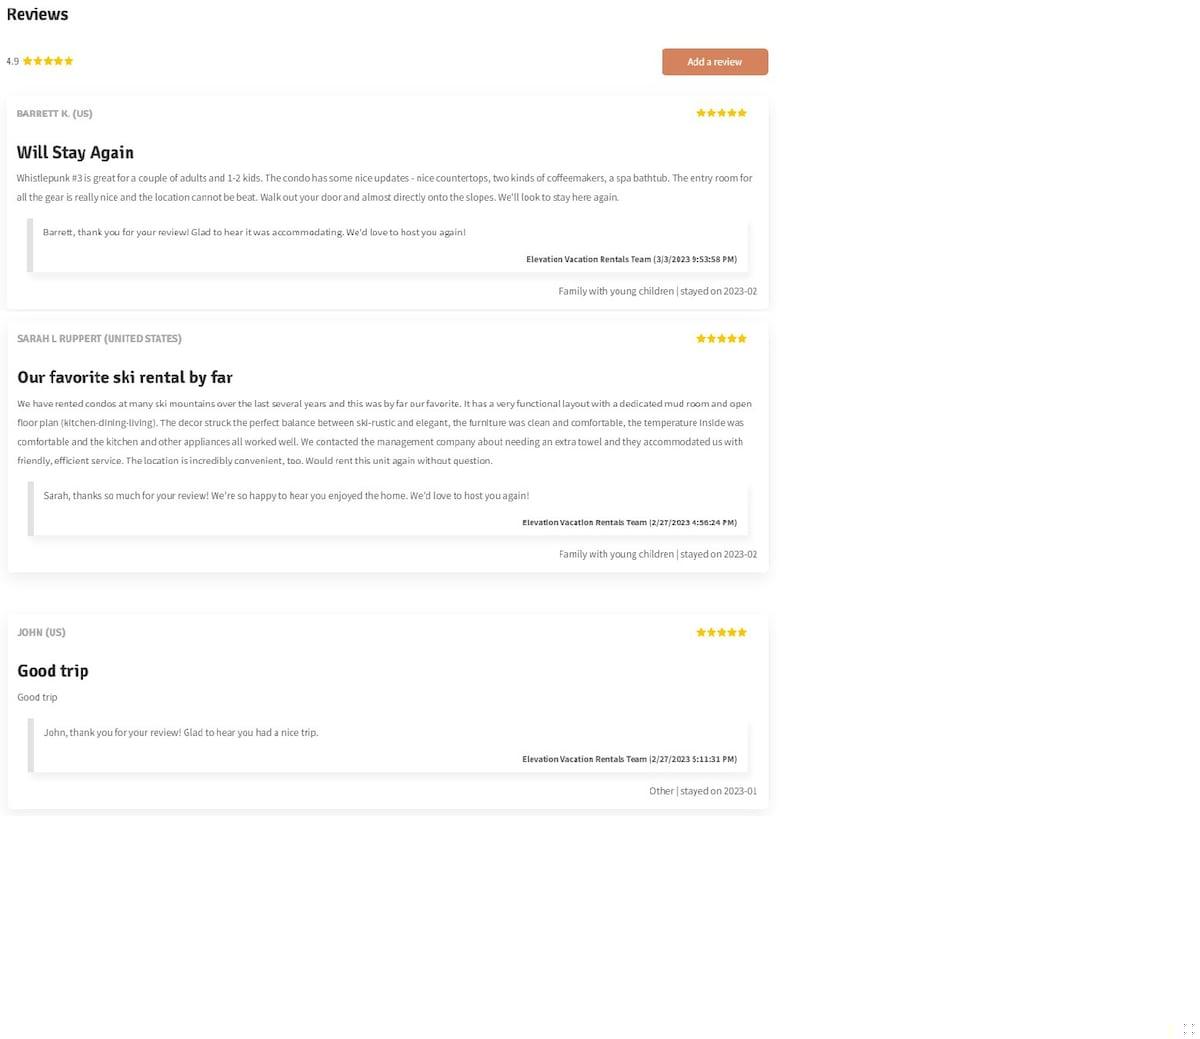 Reviews
4.9
Add a review
BARRETT K. (US)
Will Stay Again
Whistlepunk #3 is great for a couple of adults and 1-2 kids. The condo has some nice updates - nice countertops, two kinds of coffeemakers, a spa bathtub. The entry room for
all the gear is really nice and the location cannot be beat. Walk out your door and almost directly onto the slopes. We'll look to stay here again.
Barrett, thank you for your review! Glad to hear it was accommodating. We'd love to host you again!
Elevation Vacation Rentals Team (3/3/2023 9:53:58 PM)
Family with young children | stayed on 2023-02
SARAH L RUPPERT (UNITED STATES)
Our favorite ski rental by far
We have rented condos at many ski mountains over the last several years and this was by far our favorite. It has a very functional layout with a dedicated mud room and open
floor plan (kitchen-dining-living). The decor struck the perfect balance between ski-rustic and elegant, the furniture was clean and comfortable, the temperature inside was
comfortable and the kitchen and other appliances all worked well. We contacted the management company about needing an extra towel and they accommodated us with
friendly, efficient service. The location is incredibly convenient, too. Would rent this unit again without question.
Sarah, thanks so much for your review! We're so happy to hear you enjoyed the home. We'd love to host you again!
Elevation Vacation Rentals Team (2/27/2023 4:56:24 PM)
Family with young children | stayed on 2023-02
JOHN (US)
Good trip
Good trip
John, thank you for your review! Glad to hear you had a nice trip.
Elevation Vacation Rentals Team (2/27/2023 5:11:31 PM)
Other | stayed on 2023-01